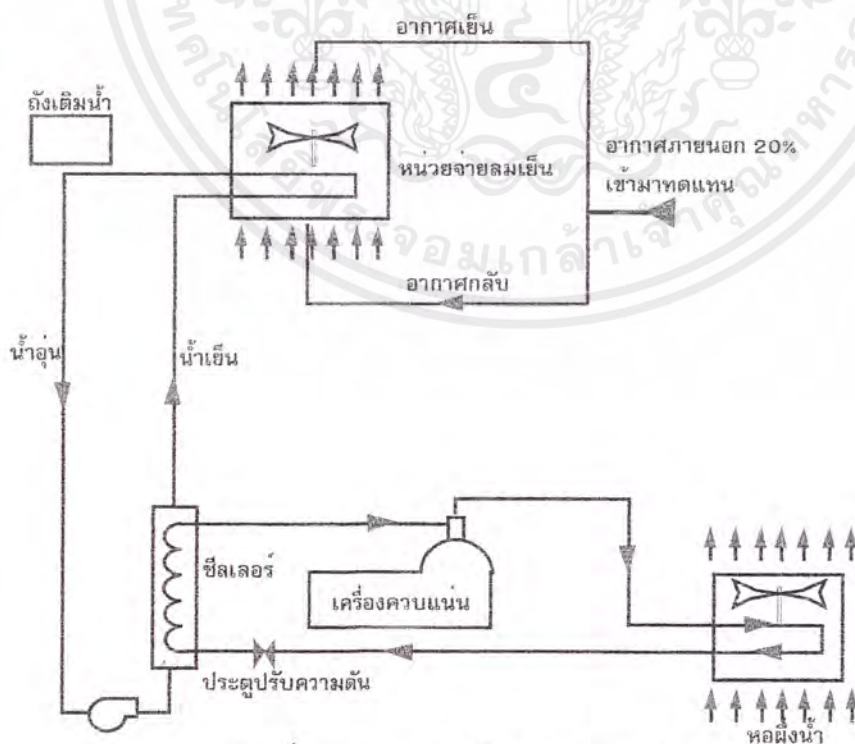 อากาศเย็น
ถังเติมน้ำ
หน่วยจ่ายลมเย็น
อากาศภายนอก 20%
เข้ามาทดแทน
อากาศกลับ
น้ำอุ่น
น้ำเย็น
ชีลเลอร์
เครื่องควบแน่น
ประตูปรับความดัน
หอผึ่งน้ำ